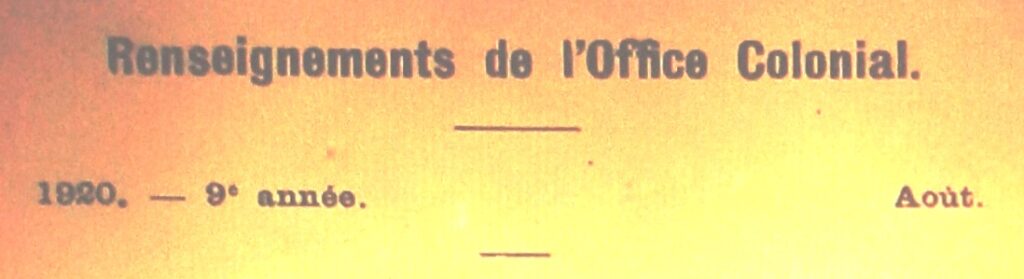 Renseignements de l'Office Colonial.
1920. — 9e année. Août.